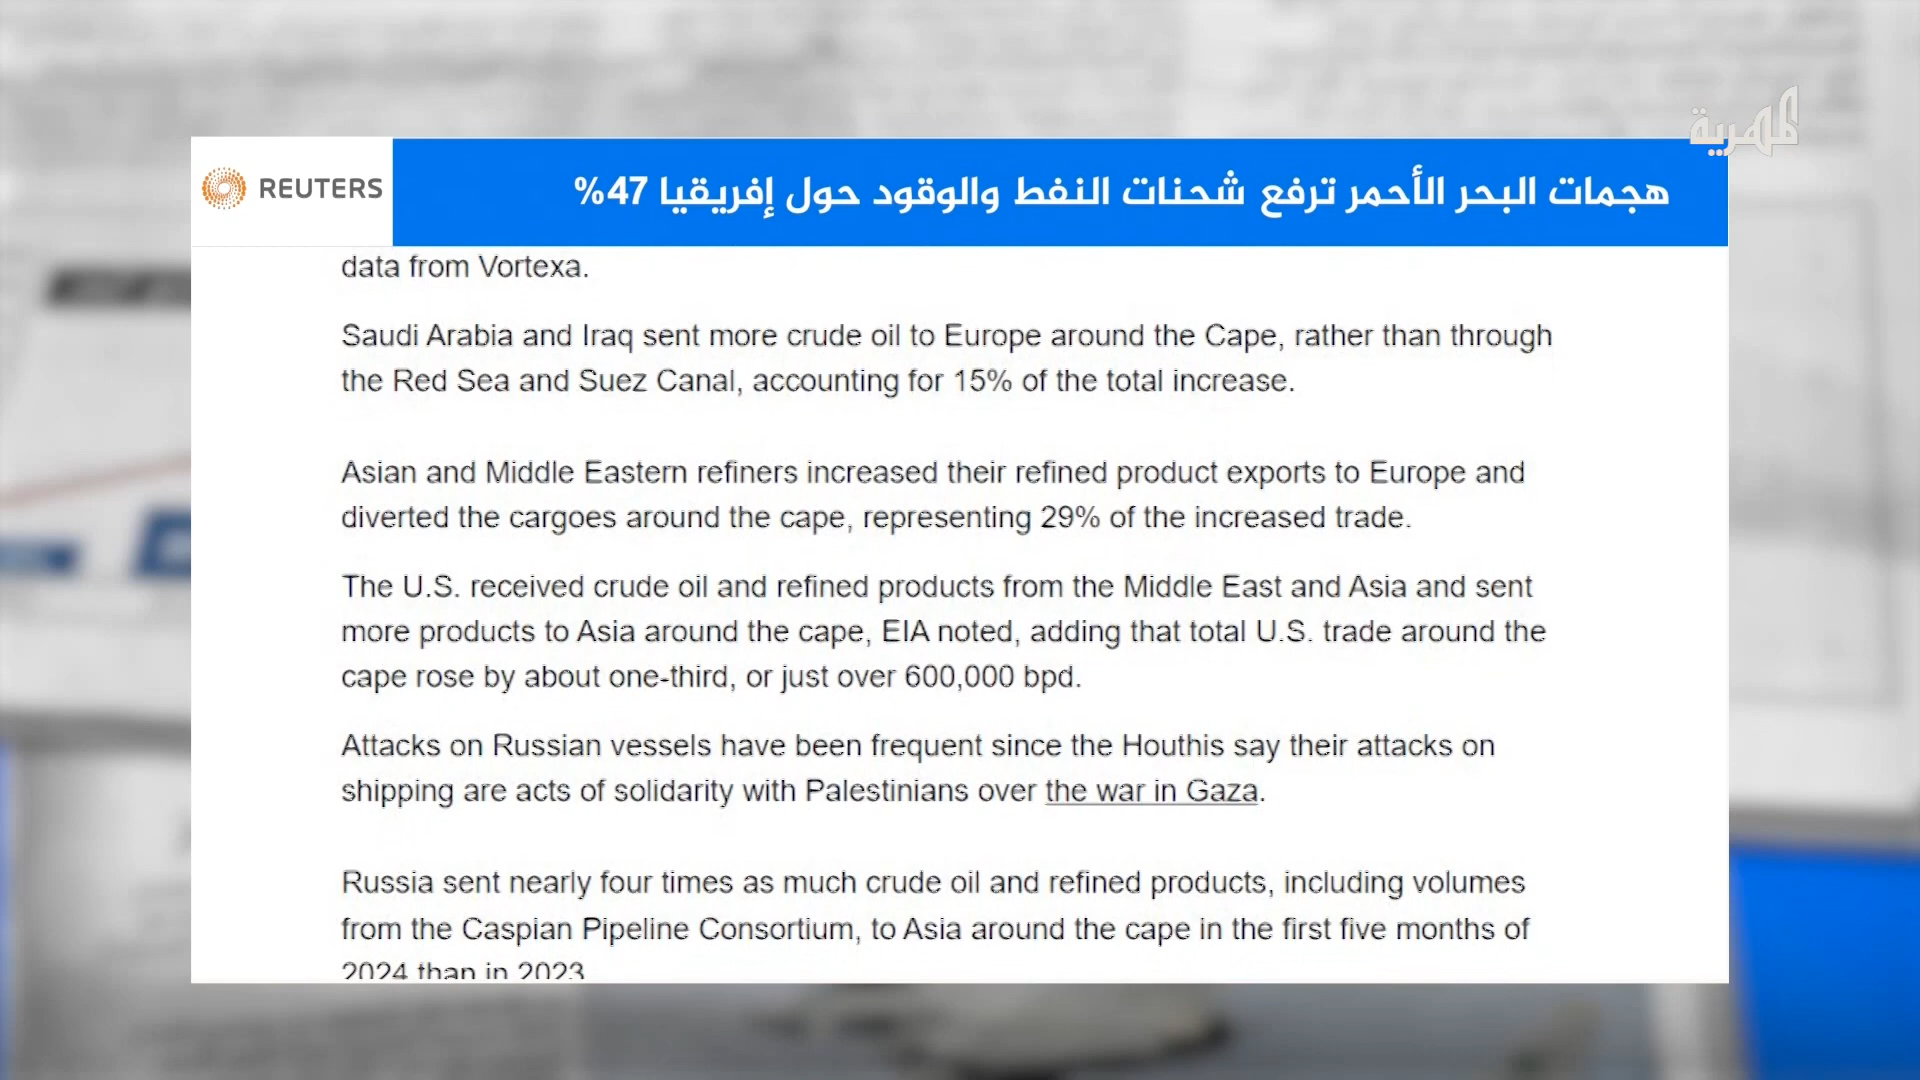 المهرية
REUTERS
هجمات البحر الأحمر ترفع شحنات النفط والوقود حول إفريقيا 47%
data from Vortexa.
Saudi Arabia and Iraq sent more crude oil to Europe around the Cape, rather than through
the Red Sea and Suez Canal, accounting for 15% of the total increase.
Asian and Middle Eastern refiners increased their refined product exports to Europe and
diverted the cargoes around the cape, representing 29% of the increased trade.
The U.S. received crude oil and refined products from the Middle East and Asia and sent
more products to Asia around the cape, EIA noted, adding that total U.S. trade around the
cape rose by about one-third, or just over 600,000 bpd.
Attacks on Russian vessels have been frequent since the Houthis say their attacks on
shipping are acts of solidarity with Palestinians over the war in Gaza.
Russia sent nearly four times as much crude oil and refined products, including volumes
from the Caspian Pipeline Consortium, to Asia around the cape in the first five months of
2024 than in 2023